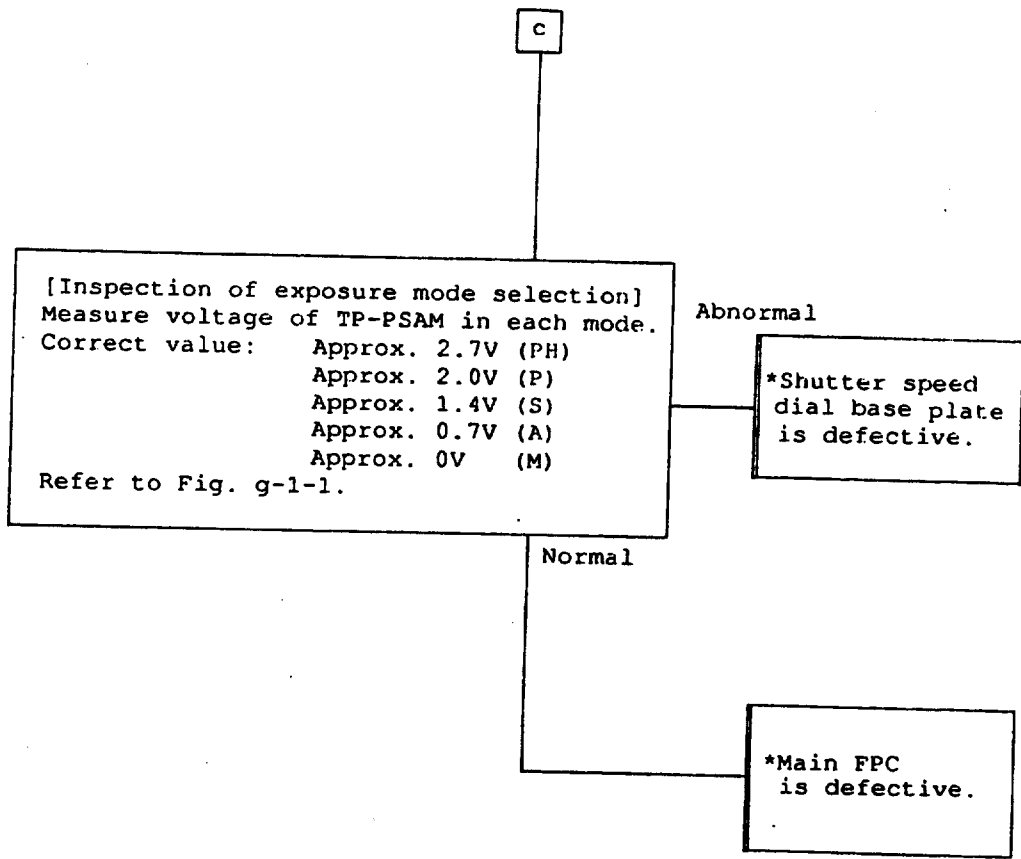 C
[Inspection of exposure mode selection]
Measure voltage of TP-PSAM in each mode.
Correct value: Approx. 2.7V (PH)
Approx. 2.0V (P)
Approx. 1.4V (S)
Approx. 0.7V (A)
Approx. 0V (M)
Refer to Fig. g-1-1.
Abnormal
*Shutter speed
dial base plate
is defective.
Normal
*Main FPC
is defective.